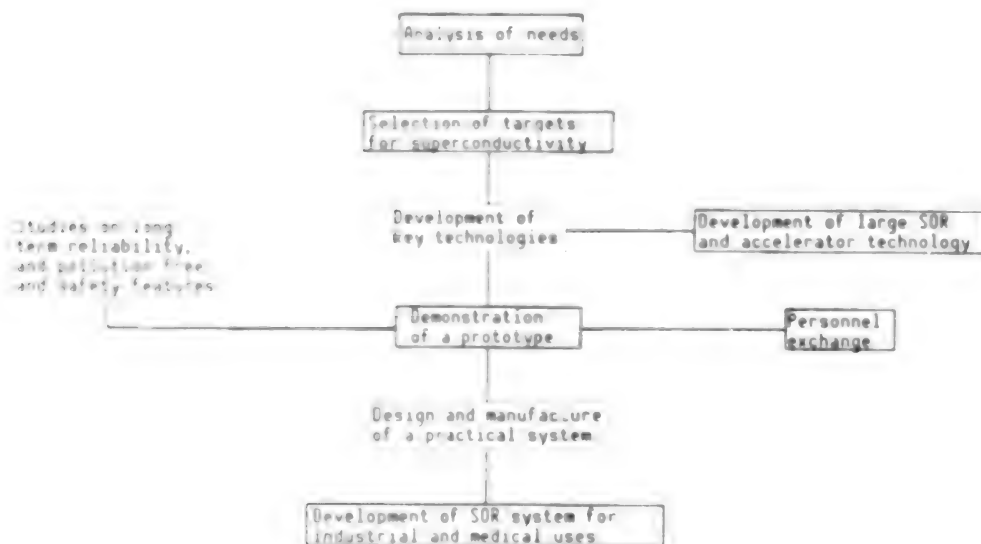 Analysis of needs
Selection of targets
for superconductivity
Development of
key technologies
Development of large SOR
and accelerator technology
Studies on long
term reliability,
and pollution free
and safety features
Demonstration
of a prototype
Personnel
exchange
Design and manufacture
of a practical system
Development of SOR system for
industrial and medical uses